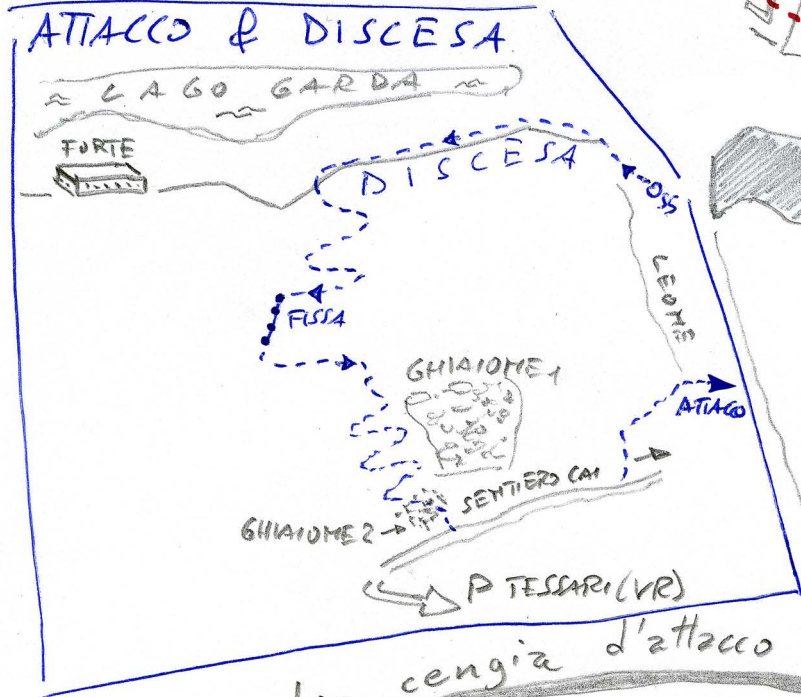 ATTACCO & DISCESA
LAGO GARDA
FORTE
DISCESA
OSS
LEONE
FISSA
GHIAIONE 1
ATTACCO
SENTIERO CAI
GHIAIONE 2
P TESSARI (VR)
cengia d'attacco